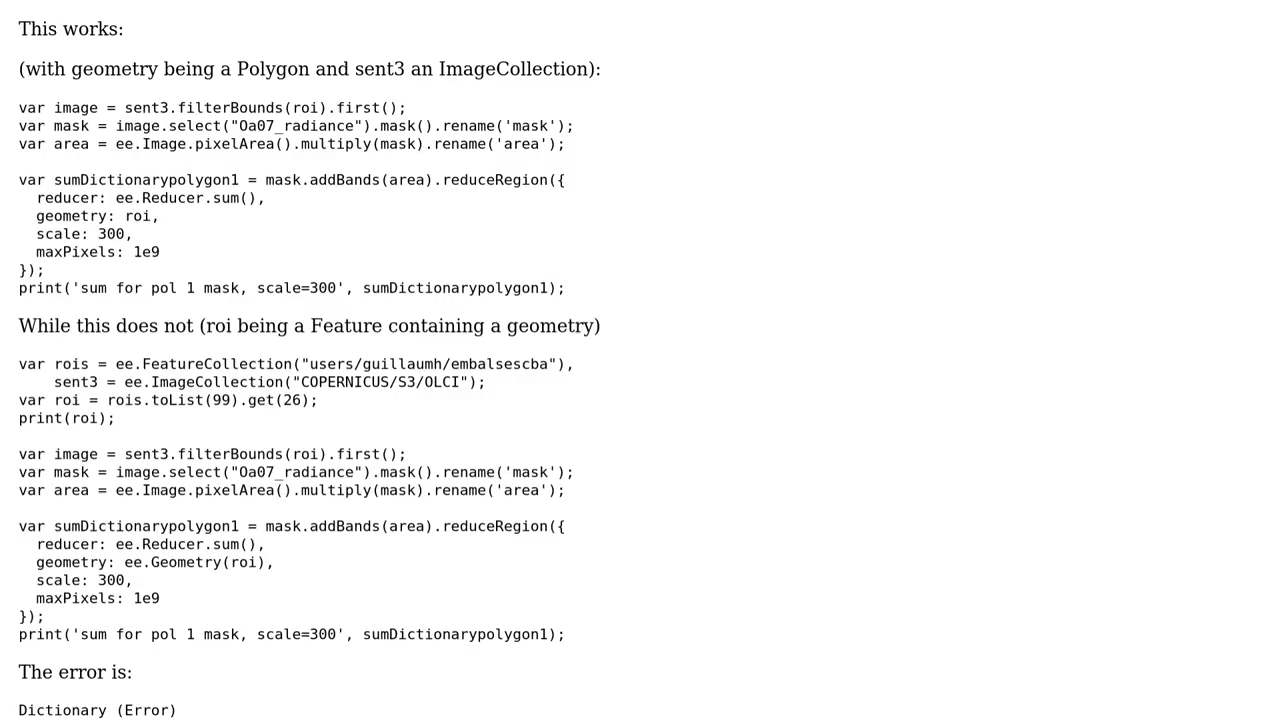 This works:
(with geometry being a Polygon and sent3 an ImageCollection):
var image = sent3.filterBounds(roi).first();
var mask = image.select("Oa07_radiance").mask().rename('mask');
var area = ee.Image.pixelArea().multiply(mask).rename('area');
var sumDictionarypolygon1 = mask.addBands(area).reduceRegion({
  reducer: ee.Reducer.sum(),
  geometry: roi,
  scale: 300,
  maxPixels: 1e9
});
print('sum for pol 1 mask, scale=300', sumDictionarypolygon1);
While this does not (roi being a Feature containing a geometry)
var rois = ee.FeatureCollection("users/guillaumh/embalsescba"),
    sent3 = ee.ImageCollection("COPERNICUS/S3/OLCI");
var roi = rois.toList(99).get(26);
print(roi);
var image = sent3.filterBounds(roi).first();
var mask = image.select("Oa07_radiance").mask().rename('mask');
var area = ee.Image.pixelArea().multiply(mask).rename('area');
var sumDictionarypolygon1 = mask.addBands(area).reduceRegion({
  reducer: ee.Reducer.sum(),
  geometry: ee.Geometry(roi),
  scale: 300,
  maxPixels: 1e9
});
print('sum for pol 1 mask, scale=300', sumDictionarypolygon1);
The error is:
Dictionary (Error)